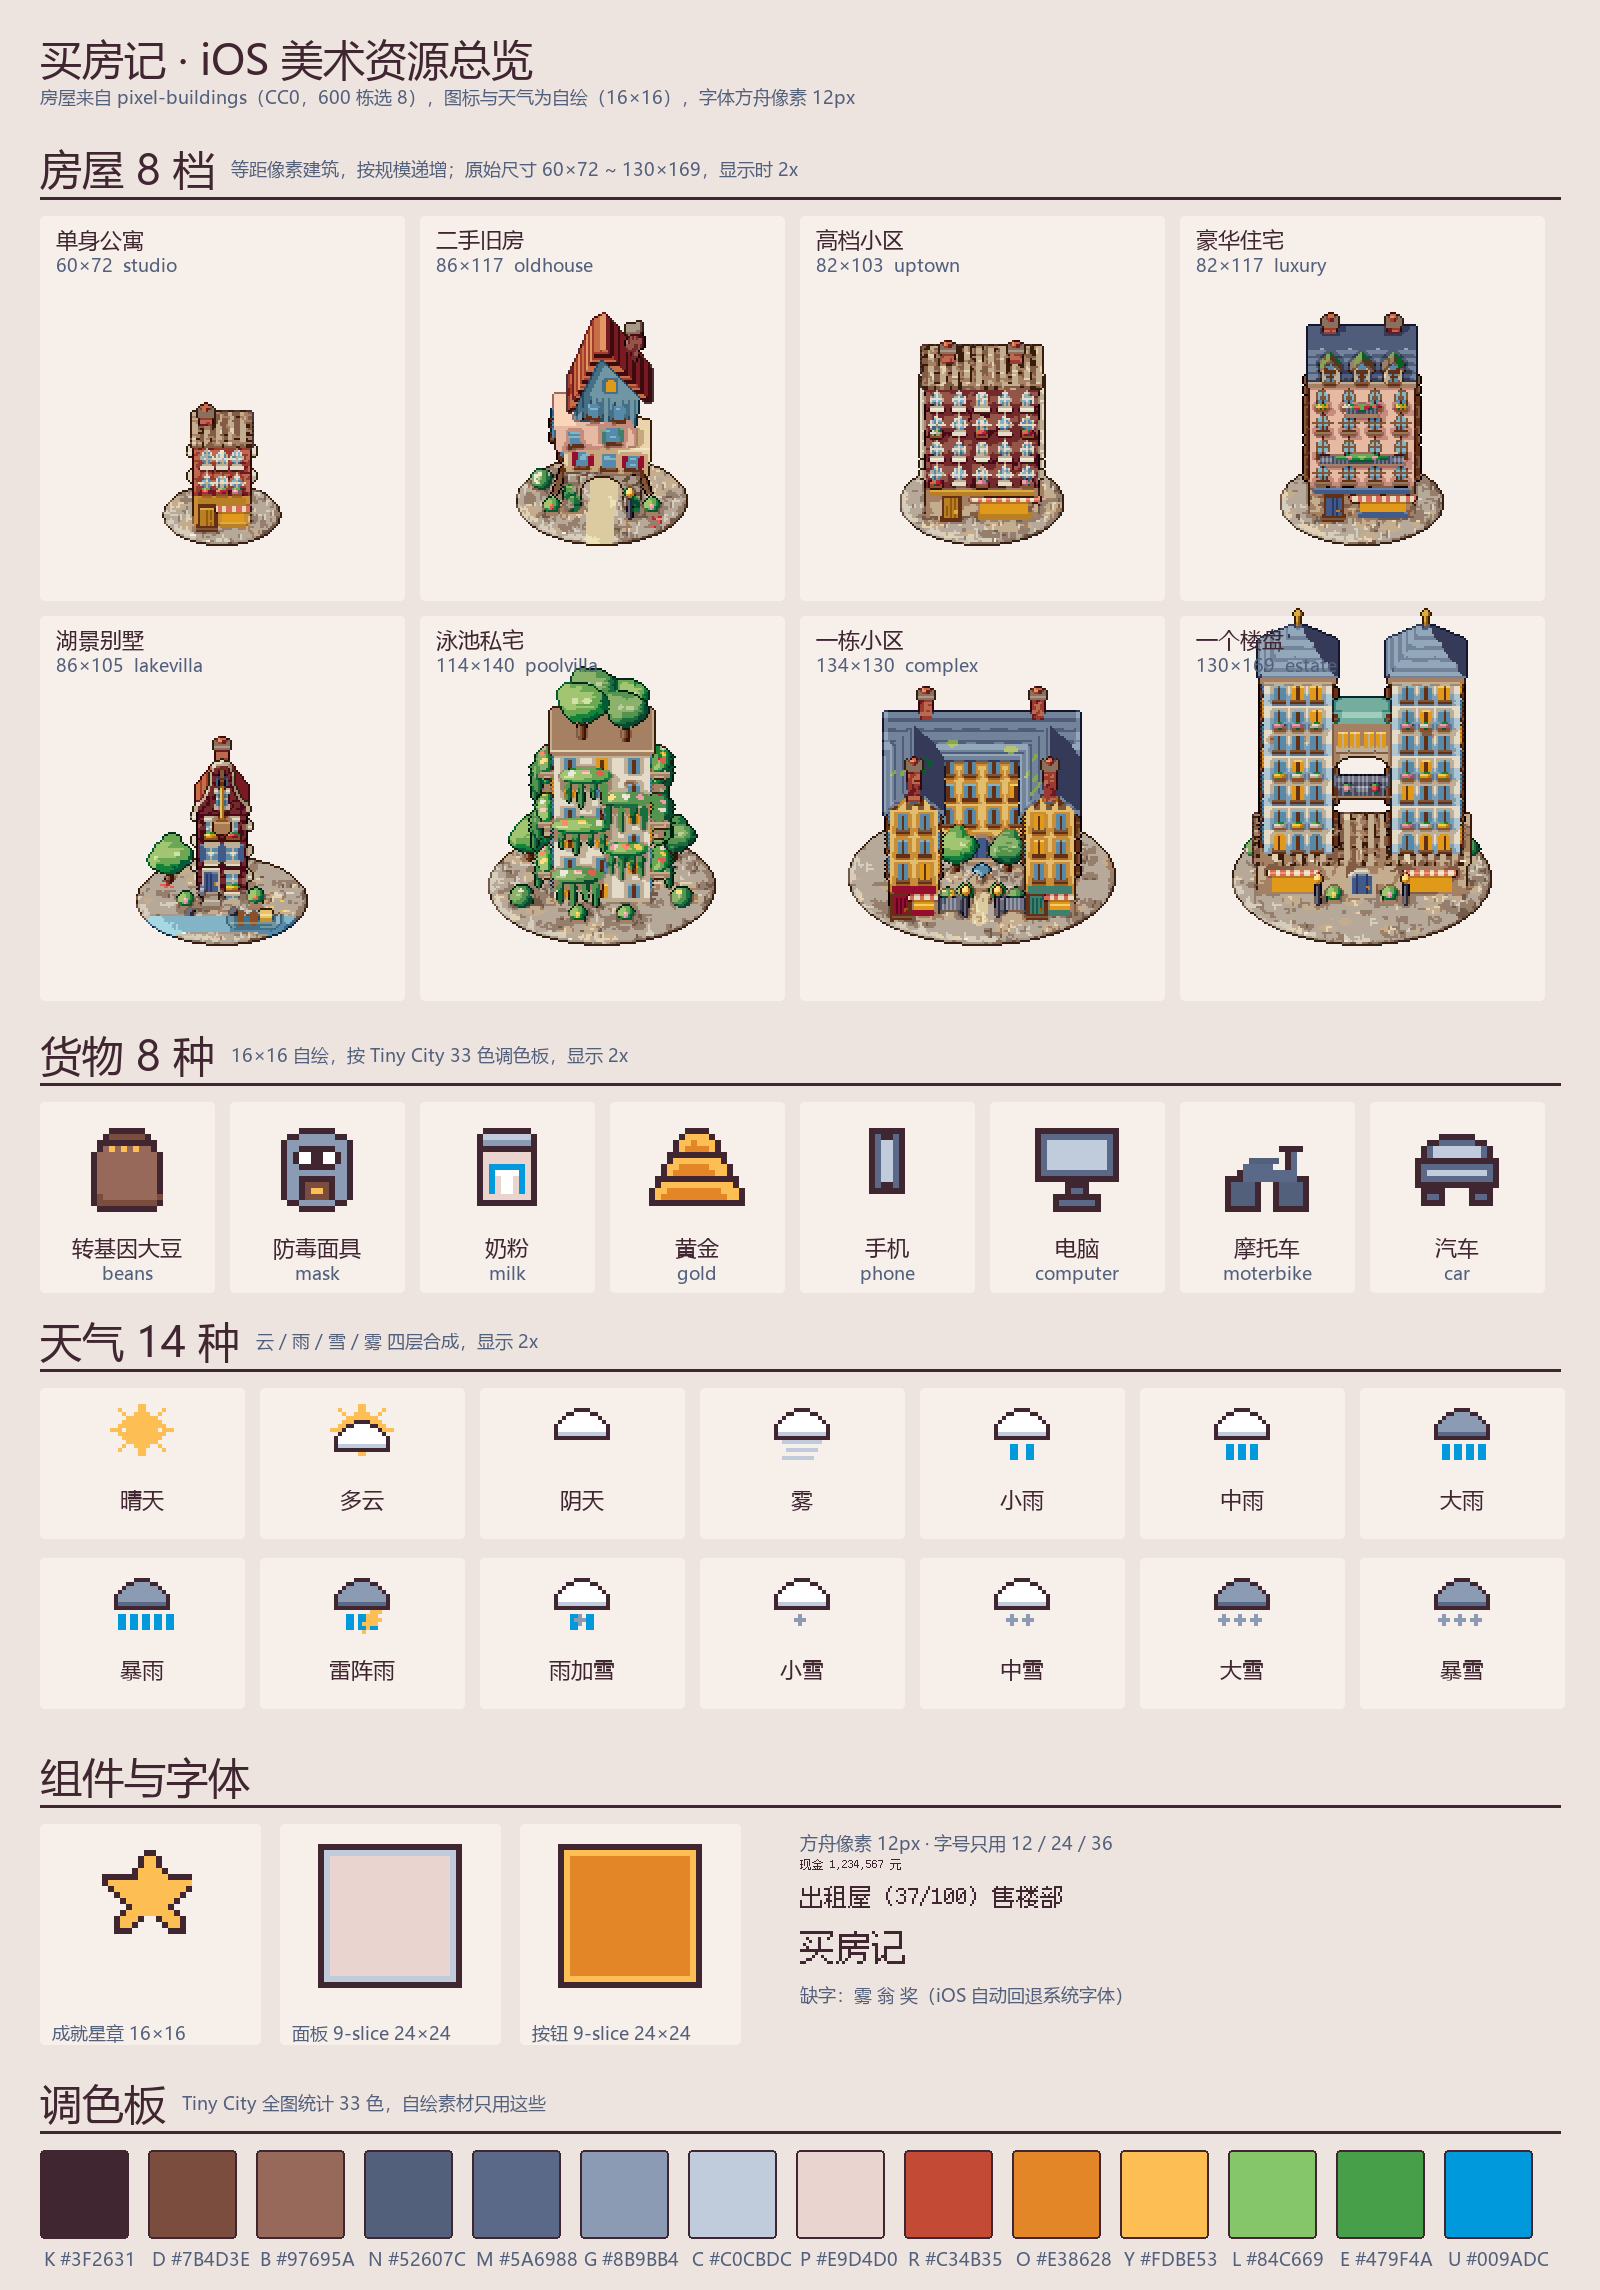 买房记 · iOS 美术资源总览
房屋来自 pixel-buildings（CC0，600 栋选 8），图标与天气为自绘（16×16），字体方舟像素 12px
房屋 8 档 等距像素建筑，按规模递增；原始尺寸 60×72 ~ 130×169，显示时 2x
单身公寓
60×72 studio
二手旧房
86×117 oldhouse
高档小区
82×103 uptown
豪华住宅
82×117 luxury
湖景别墅
86×105 lakevilla
泳池私宅
114×140 poolvilla
一栋小区
134×130 complex
一个楼盘
130×169 estate
货物 8 种 16×16 自绘，按 Tiny City 33 色调色板，显示 2x
转基因大豆
beans
防毒面具
mask
奶粉
milk
黄金
gold
手机
phone
电脑
computer
摩托车
moterbike
汽车
car
天气 14 种 云 / 雨 / 雪 / 雾 四层合成，显示 2x
晴天
多云
阴天
雾
小雨
中雨
大雨
暴雨
雷阵雨
雨加雪
小雪
中雪
大雪
暴雪
组件与字体
成就星章 16×16
面板 9-slice 24×24
按钮 9-slice 24×24
方舟像素 12px · 字号只用 12 / 24 / 36
现金 1,234,567 元
出租屋 (37/100) 售楼部
买房记
缺字：雾 翁 奖（iOS 自动回退系统字体）
调色板 Tiny City 全图统计 33 色，自绘素材只用这些
K #3F2631 D #7B4D3E B #97695A N #52607C M #5A6988 G #8B9BB4 C #C0CBDC P #E9D4D0 R #C34B35 O #E38628 Y #FDBE53 L #84C669 E #479F4A U #009ADC